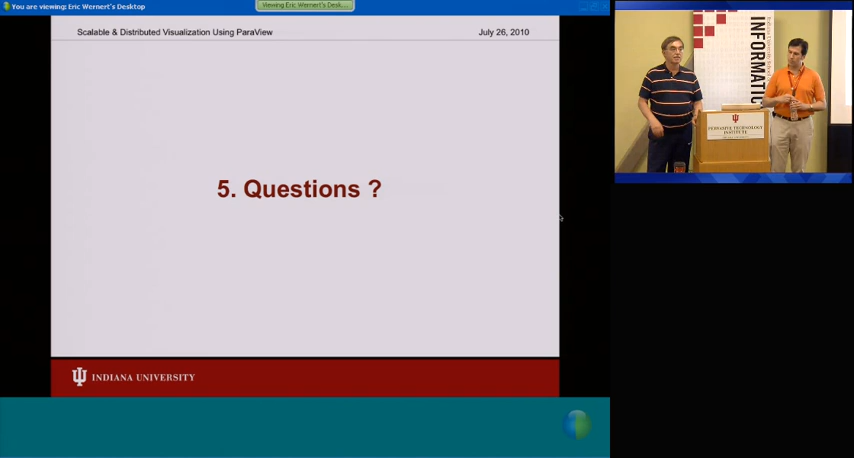 You are viewing: Eric Wernert's Desktop
Viewing Eric Wernert's Desk...
Scalable & Distributed Visualization Using ParaView
July 26, 2010
5. Questions ?
INDIANA UNIVERSITY
INFORMATIC
PERVASIVE TECHNOLOGY
INSTITUTE